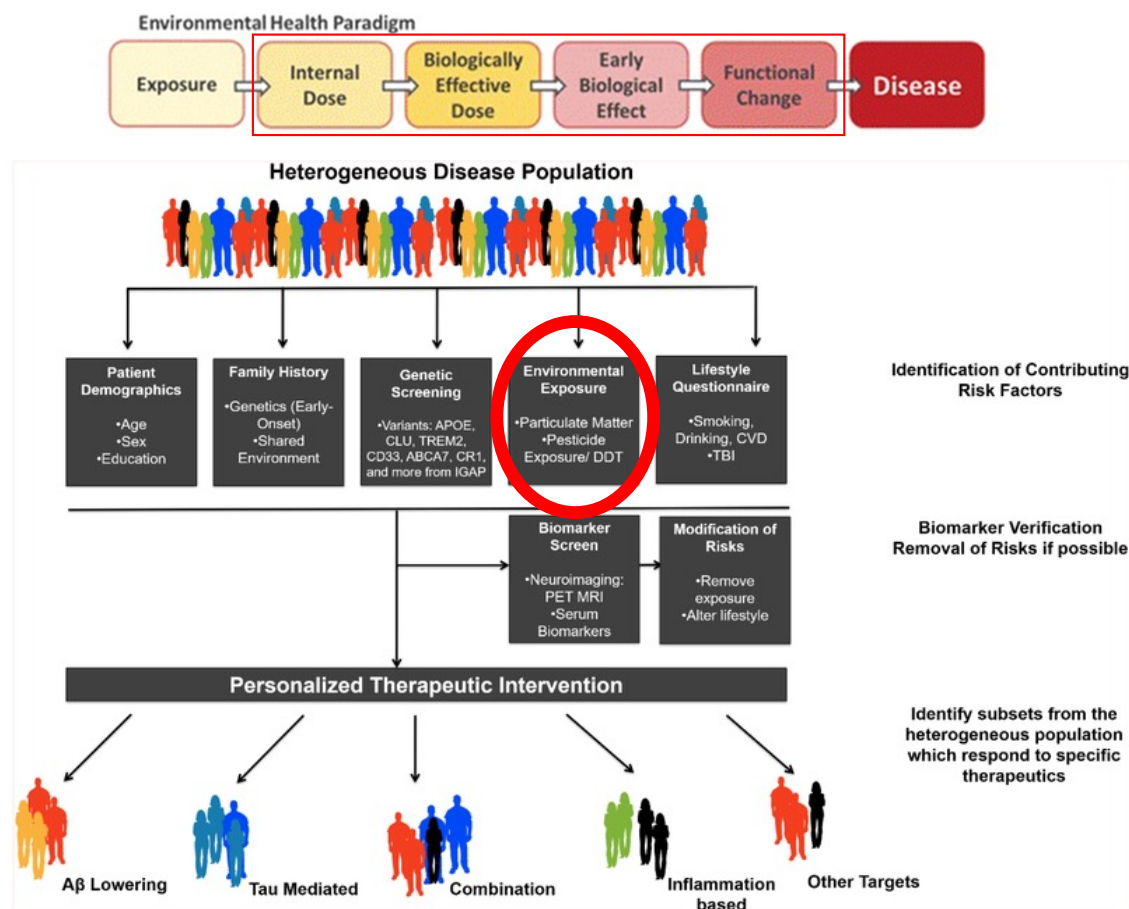 Environmental Health Paradigm
Exposure
Internal
Dose
Biologically
Effective
Dose
Early
Biological
Effect
Functional
Change
Disease
Heterogeneous Disease Population
Patient
Demographics
•Age
•Sex
•Education
Family History
•Genetics (Early-
Onset)
•Shared
Environment
Genetic
Screening
•Variants: APOE,
CLU, TREM2,
CD33, ABCA7, CR1,
and more from IGAP
Environmental
Exposure
•Particulate Matter
•Pesticide
Exposure/ DDT
Lifestyle
Questionnaire
•Smoking,
Drinking, CVD
•TBI
Identification of Contributing
Risk Factors
Biomarker
Screen
•Neuroimaging:
PET MRI
•Serum
Biomarkers
Modification of
Risks
•Remove
exposure
•Alter lifestyle
Biomarker Verification
Removal of Risks if possible
Personalized Therapeutic Intervention
Identify subsets from the
heterogeneous population
which respond to specific
therapeutics
Aβ Lowering
Tau Mediated
Combination
Inflammation
based
Other Targets